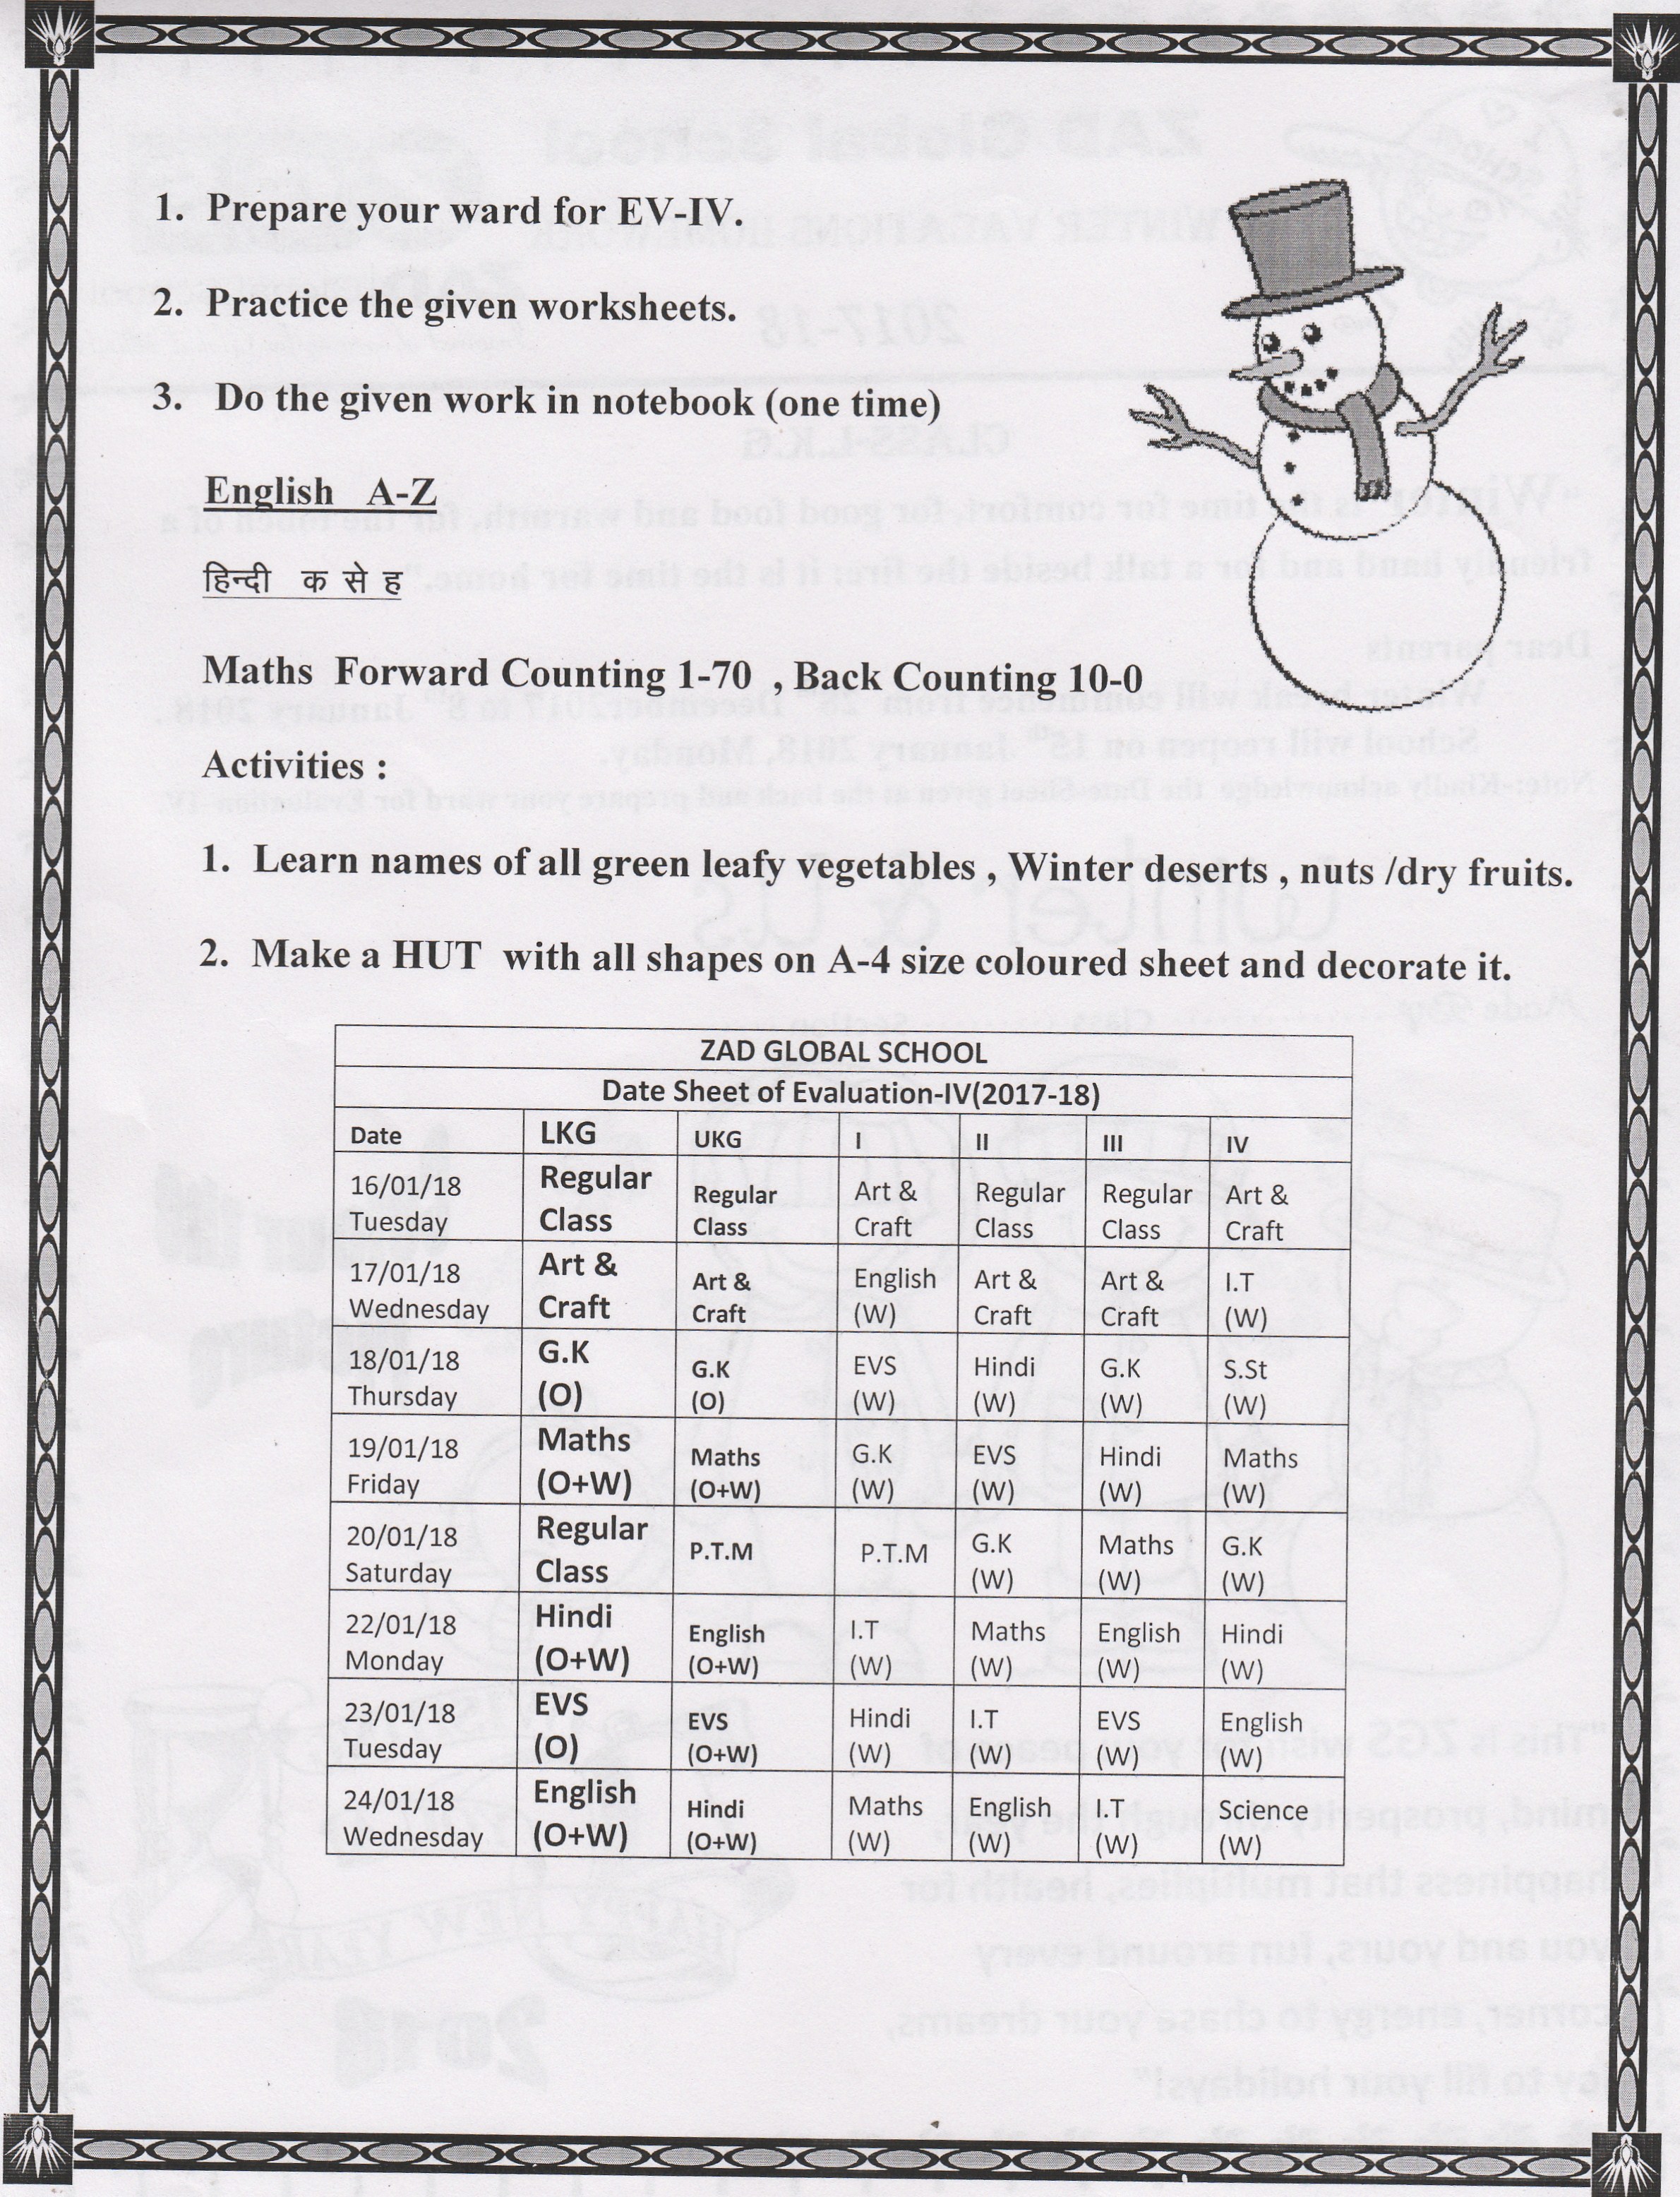 1. Prepare your ward for EV-IV.
2. Practice the given worksheets.
3. Do the given work in notebook (one time)
English A-Z
हिन्दी क से ह
Maths Forward Counting 1-70 , Back Counting 10-0
Activities :
1. Learn names of all green leafy vegetables , Winter deserts , nuts /dry fruits.
2. Make a HUT with all shapes on A-4 size coloured sheet and decorate it.
ZAD GLOBAL SCHOOL
Date Sheet of Evaluation-IV(2017-18)
Date LKG UKG I II III IV
16/01/18 Regular Regular Art & Regular Regular Art &
Tuesday Class Class Craft Class Class Craft
17/01/18 Art & Art & English Art & Art & I.T
Wednesday Craft Craft (W) Craft Craft (W)
18/01/18 G.K G.K EVS Hindi G.K S.St
Thursday (O) (O) (W) (W) (W) (W)
19/01/18 Maths Maths G.K EVS Hindi Maths
Friday (O+W) (O+W) (W) (W) (W) (W)
20/01/18 Regular P.T.M P.T.M G.K Maths G.K
Saturday Class (W) (W) (W)
22/01/18 Hindi English I.T Maths English Hindi
Monday (O+W) (O+W) (W) (W) (W) (W)
23/01/18 EVS EVS Hindi I.T EVS English
Tuesday (O) (O+W) (W) (W) (W) (W)
24/01/18 English Hindi Maths English I.T Science
Wednesday (O+W) (O+W) (W) (W) (W) (W)